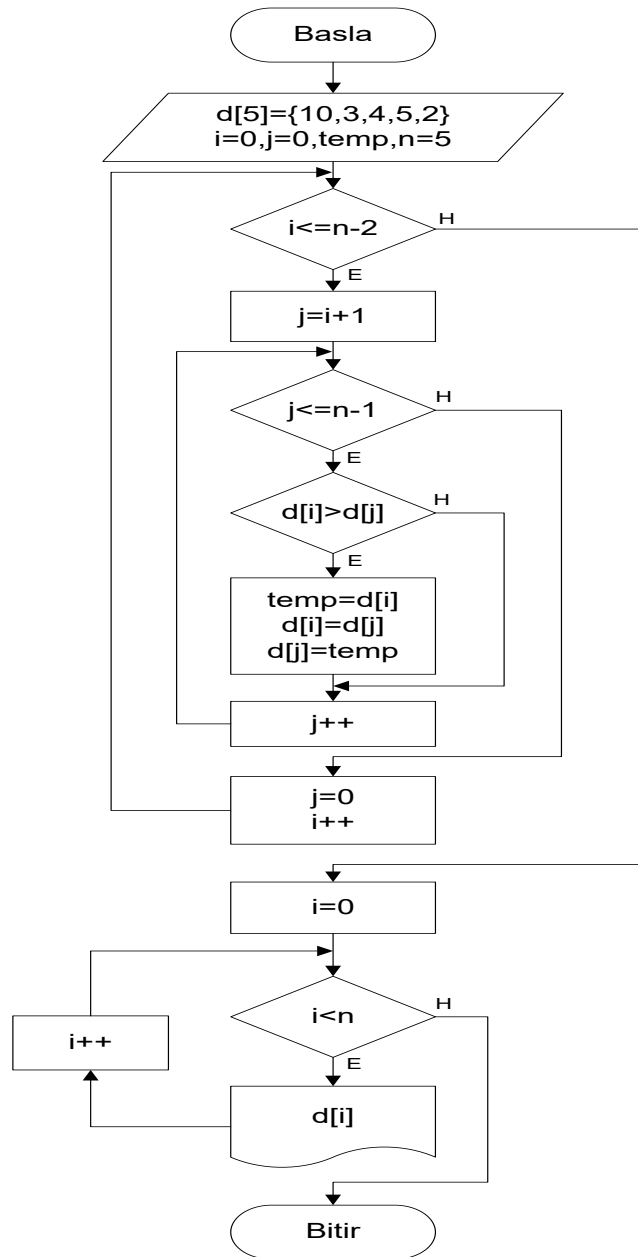 Basla
d[5]={10,3,4,5,2}
i=0,j=0,temp,n=5
i<=n-2
H
E
j=i+1
j<=n-1
H
E
d[i]>d[j]
H
E
temp=d[i]
d[i]=d[j]
d[j]=temp
j++
j=0
i++
i=0
i<n
H
i++
E
d[i]
Bitir